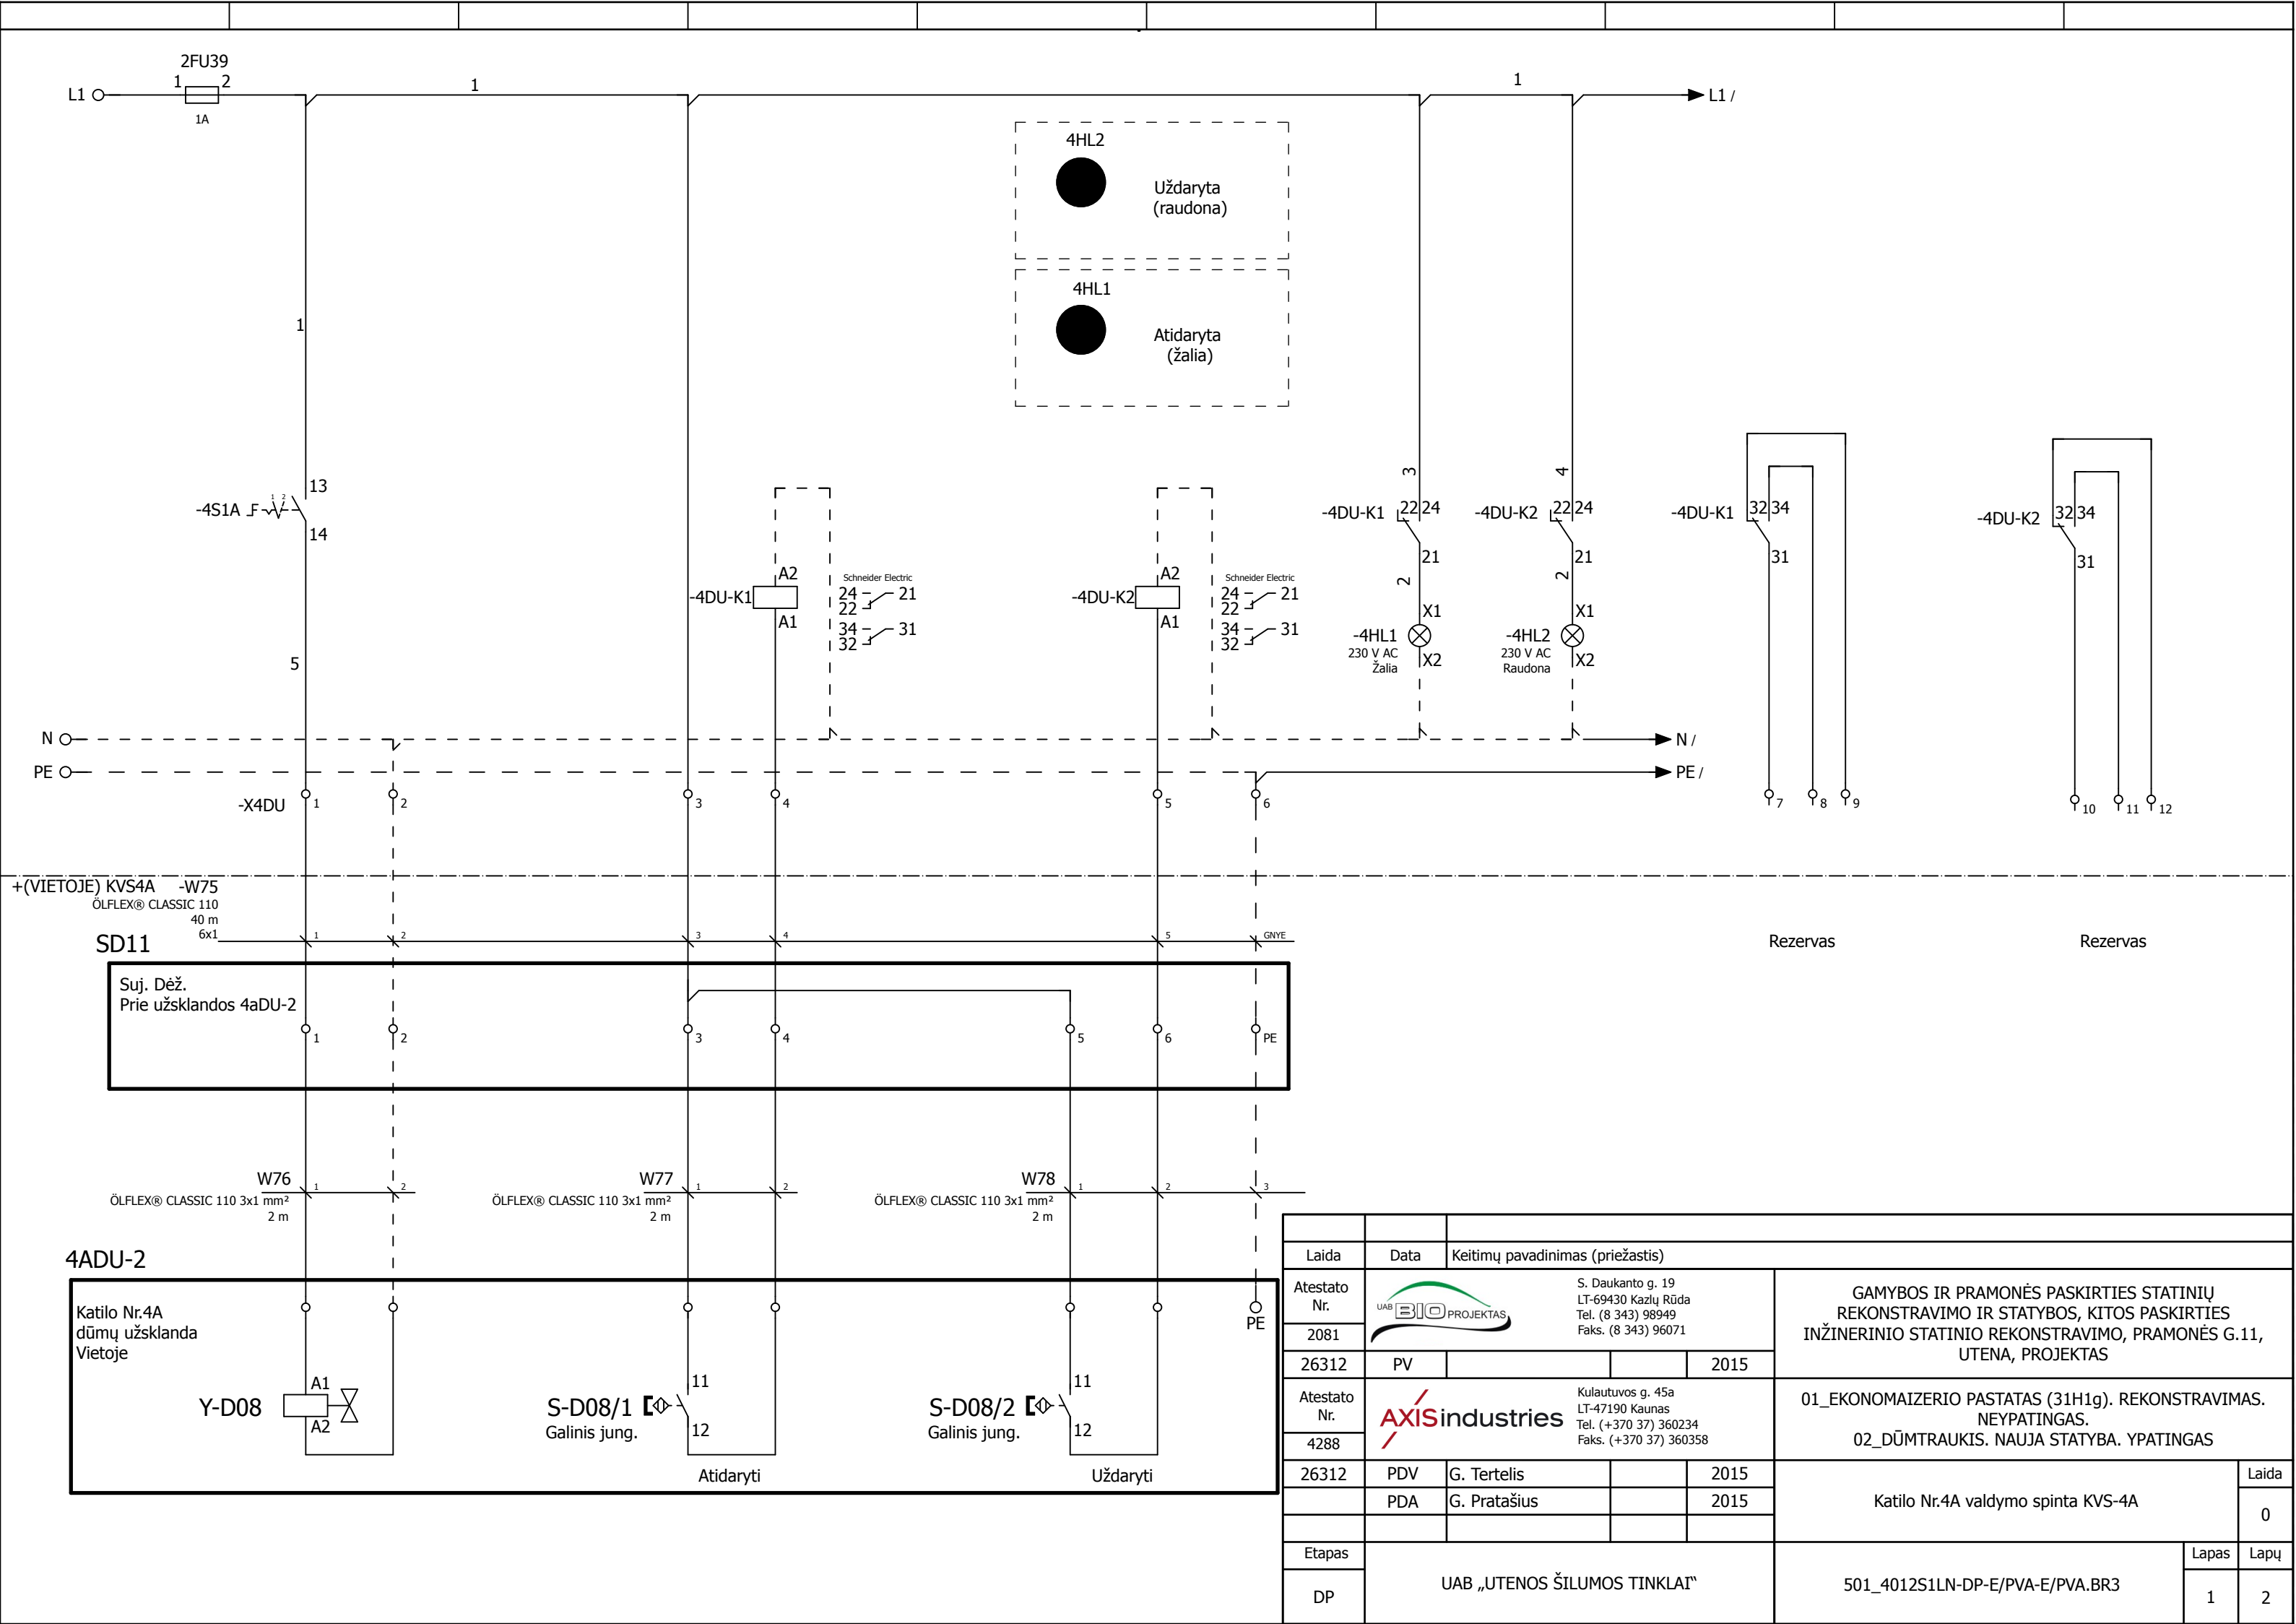 2FU39
1 2
L1
1A
1
1
L1 /
4HL2
Uždaryta
(raudona)
4HL1
Atidaryta
(žalia)
1
13
-4S1A
1 2
14
5
A2
-4DU-K1
A1
Schneider Electric
24 21
22
34 31
32
A2
-4DU-K2
A1
Schneider Electric
24 21
22
34 31
32
3
-4DU-K1 22 24
21
2
X1
-4HL1
230 V AC
Žalia
X2
4
-4DU-K2 22 24
21
2
X1
-4HL2
230 V AC
Raudona
X2
-4DU-K1 32 34
31
-4DU-K2 32 34
31
N
N /
PE
PE /
-X4DU 1 2 3 4 5 6 7 8 9 10 11 12
+(VIETOJE) KVS4A -W75
ÖLFLEX® CLASSIC 110
40 m
6x1
1 2 3 4 5 GNYE
SD11
Rezervas Rezervas
Suj. Dėž.
Prie užsklandos 4aDU-2
1 2 3 4 5 6 PE
W76 1 2
ÖLFLEX® CLASSIC 110 3x1 mm²
2 m
W77 1 2
ÖLFLEX® CLASSIC 110 3x1 mm²
2 m
W78 1 2 3
ÖLFLEX® CLASSIC 110 3x1 mm²
2 m
4ADU-2
Katilo Nr.4A
dūmų užsklanda
Vietoje
PE
A1
Y-D08
A2
11
S-D08/1
Galinis jung.
12
Atidaryti
11
S-D08/2
Galinis jung.
12
Uždaryti
Laida Data Keitimų pavadinimas (priežastis)
Atestato
Nr.
2081
UAB BIO PROJEKTAS
S. Daukanto g. 19
LT-69430 Kazlų Rūda
Tel. (8 343) 98949
Faks. (8 343) 96071
GAMYBOS IR PRAMONĖS PASKIRTIES STATINIŲ
REKONSTRAVIMO IR STATYBOS, KITOS PASKIRTIES
INŽINERINIO STATINIO REKONSTRAVIMO, PRAMONĖS G.11,
UTENA, PROJEKTAS
26312 PV 2015
Atestato
Nr.
4288
AXIS industries
Kulautuvos g. 45a
LT-47190 Kaunas
Tel. (+370 37) 360234
Faks. (+370 37) 360358
01_EKONOMAIZERIO PASTATAS (31H1g). REKONSTRAVIMAS.
NEYPATINGAS.
02_DŪMTRAUKIS. NAUJA STATYBA. YPATINGAS
26312 PDV G. Tertelis 2015
PDA G. Pratašius 2015
Katilo Nr.4A valdymo spinta KVS-4A
Laida
0
Etapas
DP
UAB „UTENOS ŠILUMOS TINKLAI“
501_4012S1LN-DP-E/PVA-E/PVA.BR3
Lapas Lapų
1 2